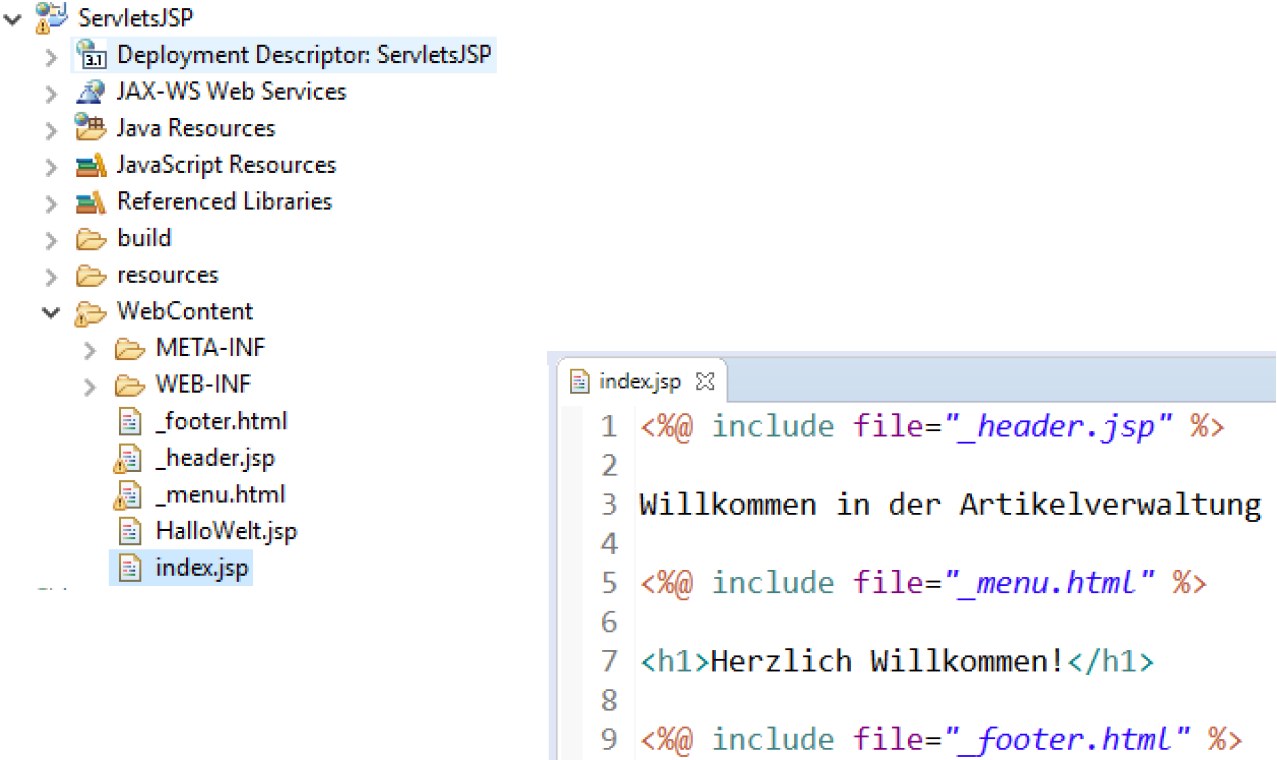 ServletsJSP
Deployment Descriptor: ServletsJSP
3.1
JAX-WS Web Services
Java Resources
JavaScript Resources
Referenced Libraries
build
resources
WebContent
META-INF
WEB-INF
_footer.html
_header.jsp
_menu.html
HalloWelt.jsp
index.jsp
index.jsp
1 <%@ include file="_header.jsp" %>
2
3 Willkommen in der Artikelverwaltung
4
5 <%@ include file="_menu.html" %>
6
7 <h1>Herzlich Willkommen!</h1>
8
9 <%@ include file="_footer.html" %>